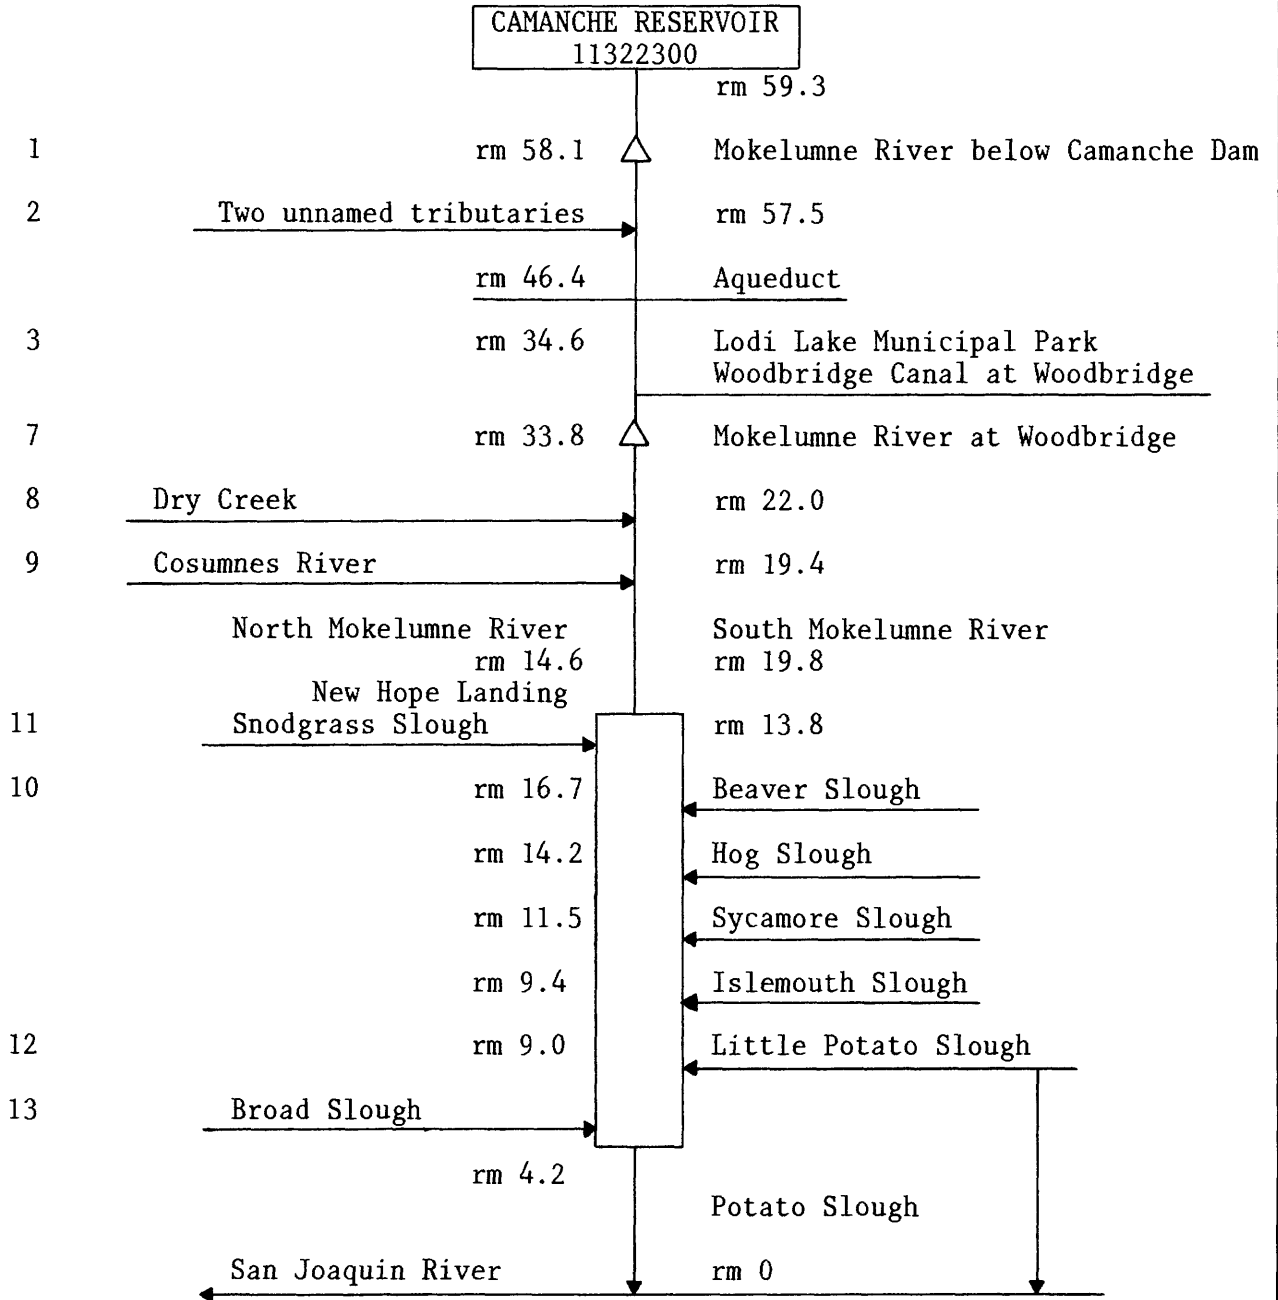 CAMANCHE RESERVOIR
11322300
rm 59.3
1 rm 58.1 Mokelumne River below Camanche Dam
2 Two unnamed tributaries rm 57.5
rm 46.4 Aqueduct
3 rm 34.6 Lodi Lake Municipal Park
Woodbridge Canal at Woodbridge
7 rm 33.8 Mokelumne River at Woodbridge
8 Dry Creek rm 22.0
9 Cosumnes River rm 19.4
North Mokelumne River South Mokelumne River
rm 14.6 rm 19.8
New Hope Landing
11 Snodgrass Slough rm 13.8
10 rm 16.7 Beaver Slough
rm 14.2 Hog Slough
rm 11.5 Sycamore Slough
rm 9.4 Islemouth Slough
12 rm 9.0 Little Potato Slough
13 Broad Slough
rm 4.2
Potato Slough
San Joaquin River rm 0